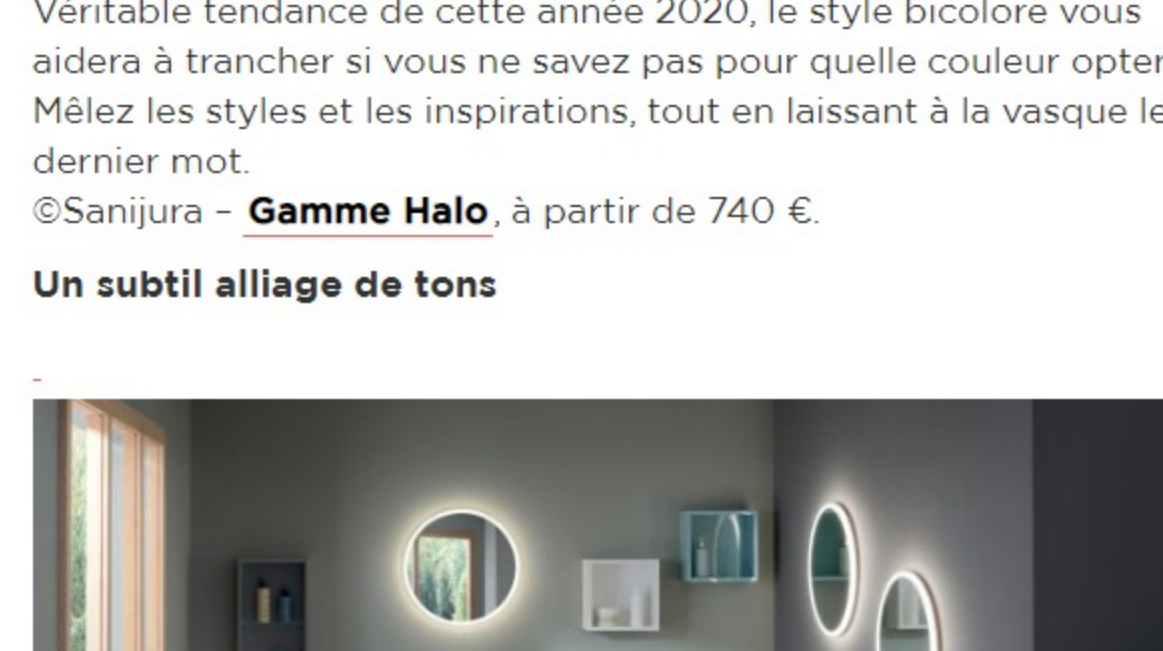 Véritable tendance de cette année 2020, le style bicolore vous
aidera à trancher si vous ne savez pas pour quelle couleur opter
Mêlez les styles et les inspirations, tout en laissant à la vasque le
dernier mot.
©Sanijura – Gamme Halo, à partir de 740 €.
Un subtil alliage de tons